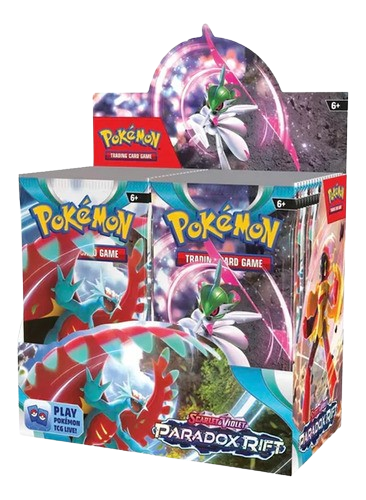 POKÉMON
TRADING CARD GAME
6+
6+
6+
POKÉMON
CARD GAME
POKÉMON
TRADING CARD GAME
POKÉMON
PLAY
POKÉMON
TCG LIVE!
SCARLET & VIOLET
PARADOX RIFT